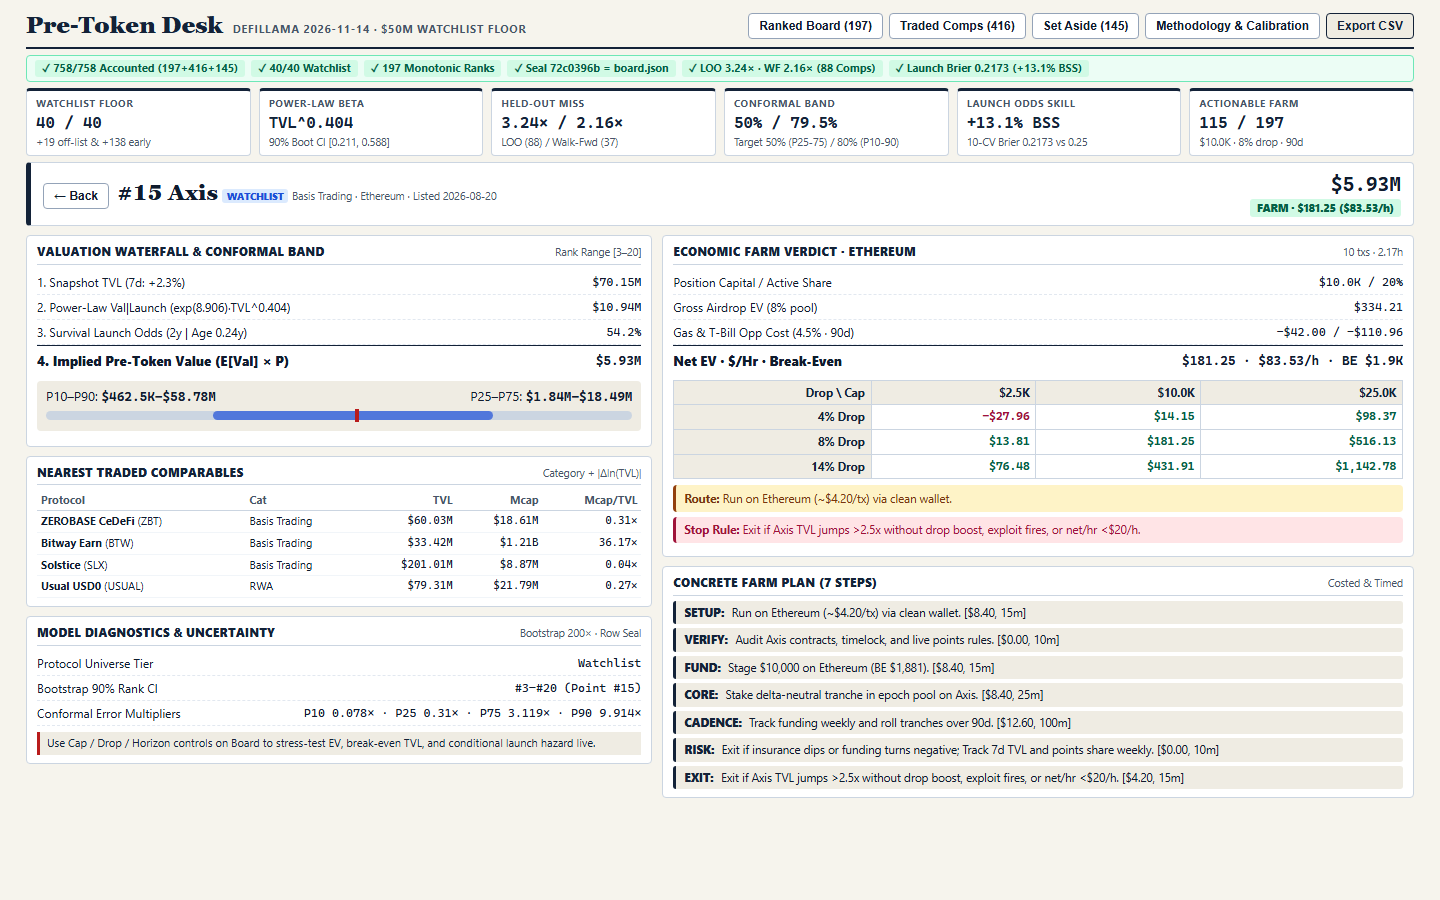 Pre-Token Desk DEFILLAMA 2026-11-14 · $50M WATCHLIST FLOOR
Ranked Board (197) Traded Comps (416) Set Aside (145) Methodology & Calibration Export CSV
✓ 758/758 Accounted (197+416+145) ✓ 40/40 Watchlist ✓ 197 Monotonic Ranks ✓ Seal 72c0396b = board.json ✓ LOO 3.24× · WF 2.16× (88 Comps) ✓ Launch Brier 0.2173 (+13.1% BSS)
WATCHLIST FLOOR
40 / 40
+19 off-list & +138 early
POWER-LAW BETA
TVL^0.404
90% Boot CI [0.211, 0.588]
HELD-OUT MISS
3.24× / 2.16×
LOO (88) / Walk-Fwd (37)
CONFORMAL BAND
50% / 79.5%
Target 50% (P25-75) / 80% (P10-90)
LAUNCH ODDS SKILL
+13.1% BSS
10-CV Brier 0.2173 vs 0.25
ACTIONABLE FARM
115 / 197
$10.0K · 8% drop · 90d
← Back #15 Axis WATCHLIST Basis Trading · Ethereum · Listed 2026-08-20
$5.93M
FARM · $181.25 ($83.53/h)
VALUATION WATERFALL & CONFORMAL BAND Rank Range [3–20]
1. Snapshot TVL (7d: +2.3%) $70.15M
2. Power-Law Val|Launch (exp(8.906)·TVL^0.404) $10.94M
3. Survival Launch Odds (2y | Age 0.24y) 54.2%
4. Implied Pre-Token Value (E[Val] × P) $5.93M
P10–P90: $462.5K–$58.78M P25–P75: $1.84M–$18.49M
NEAREST TRADED COMPARABLES Category + |Δln(TVL)|
Protocol Cat TVL Mcap Mcap/TVL
ZEROBASE CeDeFi (ZBT) Basis Trading $60.03M $18.61M 0.31×
Bitway Earn (BTW) Basis Trading $33.42M $1.21B 36.17×
Solstice (SLX) Basis Trading $201.01M $8.87M 0.04×
Usual USD0 (USUAL) RWA $79.31M $21.79M 0.27×
MODEL DIAGNOSTICS & UNCERTAINTY Bootstrap 200× · Row Seal
Protocol Universe Tier Watchlist
Bootstrap 90% Rank CI #3–#20 (Point #15)
Conformal Error Multipliers P10 0.078× · P25 0.31× · P75 3.119× · P90 9.914×
Use Cap / Drop / Horizon controls on Board to stress-test EV, break-even TVL, and conditional launch hazard live.
ECONOMIC FARM VERDICT · ETHEREUM 10 txs · 2.17h
Position Capital / Active Share $10.0K / 20%
Gross Airdrop EV (8% pool) $334.21
Gas & T-Bill Opp Cost (4.5% · 90d) −$42.00 / −$110.96
Net EV · $/Hr · Break-Even $181.25 · $83.53/h · BE $1.9K
Drop \ Cap $2.5K $10.0K $25.0K
4% Drop −$27.96 $14.15 $98.37
8% Drop $13.81 $181.25 $516.13
14% Drop $76.48 $431.91 $1,142.78
Route: Run on Ethereum (~$4.20/tx) via clean wallet.
Stop Rule: Exit if Axis TVL jumps >2.5x without drop boost, exploit fires, or net/hr <$20/h.
CONCRETE FARM PLAN (7 STEPS) Costed & Timed
SETUP: Run on Ethereum (~$4.20/tx) via clean wallet. [$8.40, 15m]
VERIFY: Audit Axis contracts, timelock, and live points rules. [$0.00, 10m]
FUND: Stage $10,000 on Ethereum (BE $1,881). [$8.40, 15m]
CORE: Stake delta-neutral tranche in epoch pool on Axis. [$8.40, 25m]
CADENCE: Track funding weekly and roll tranches over 90d. [$12.60, 100m]
RISK: Exit if insurance dips or funding turns negative; Track 7d TVL and points share weekly. [$0.00, 10m]
EXIT: Exit if Axis TVL jumps >2.5x without drop boost, exploit fires, or net/hr <$20/h. [$4.20, 15m]